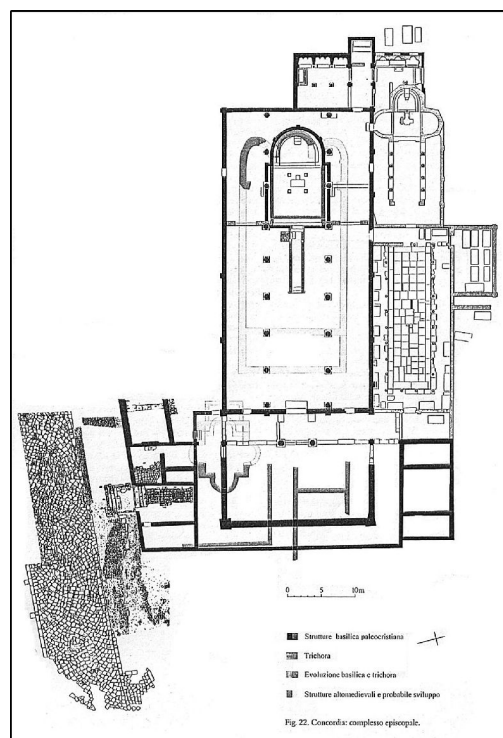 0 5 10m
Strutture basilica paleocristiana
Trichora
Evoluzione basilica e trichora
Strutture altomedievali e probabile sviluppo
Fig. 22. Concordia: complesso episcopale.